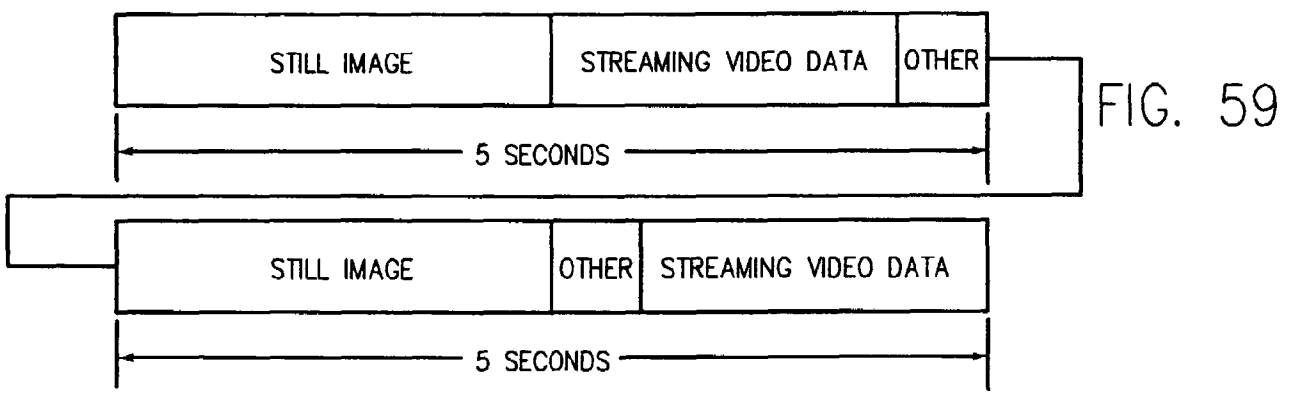 STILL IMAGE STREAMING VIDEO DATA OTHER
FIG. 59
5 SECONDS
STILL IMAGE OTHER STREAMING VIDEO DATA
5 SECONDS